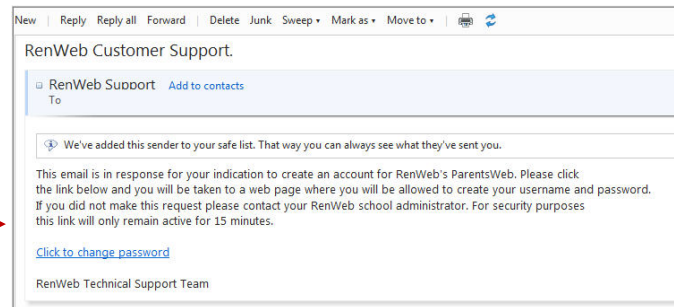 New | Reply Reply all Forward | Delete Junk Sweep Mark as Move to
RenWeb Customer Support.
RenWeb Support Add to contacts
To
We've added this sender to your safe list. That way you can always see what they've sent you.
This email is in response for your indication to create an account for RenWeb's ParentsWeb. Please click
the link below and you will be taken to a web page where you will be allowed to create your username and password.
If you did not make this request please contact your RenWeb school administrator. For security purposes
this link will only remain active for 15 minutes.
Click to change password
RenWeb Technical Support Team